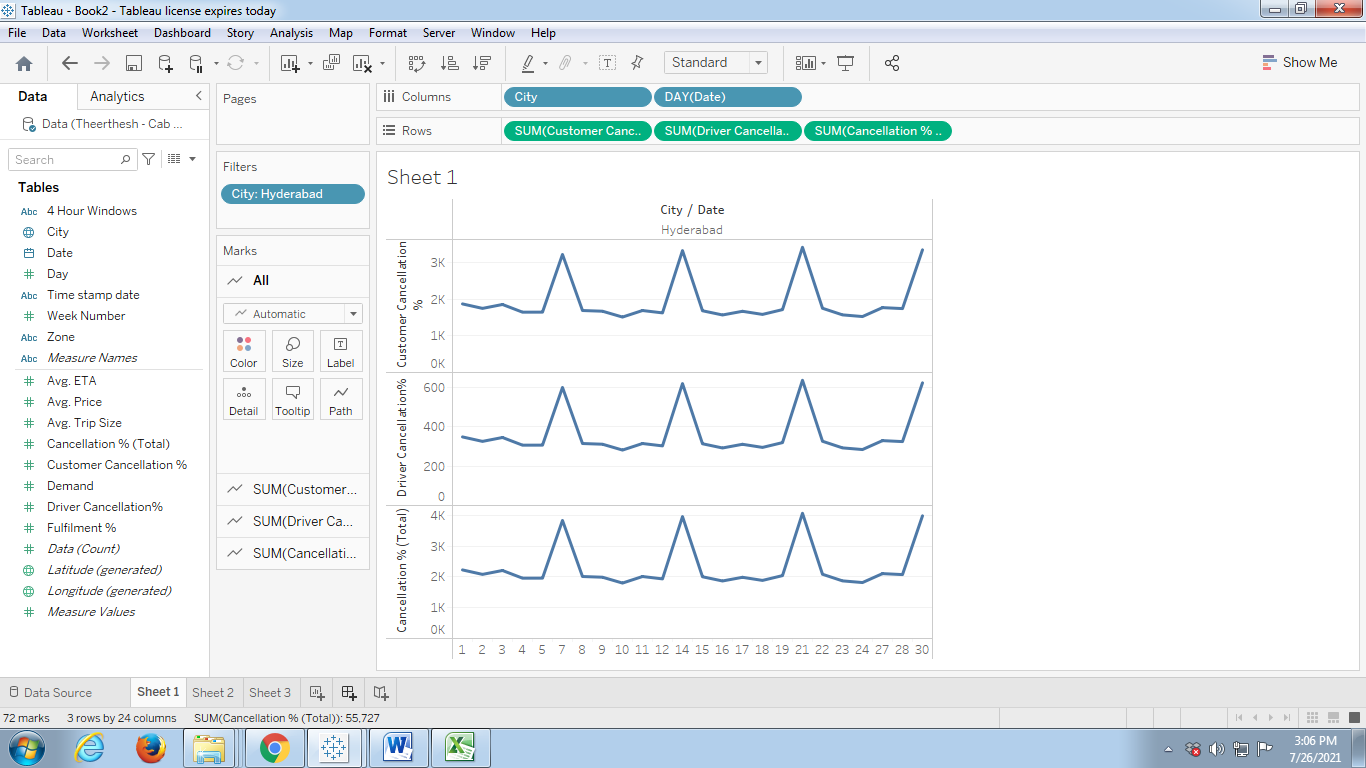 Tableau - Book2 - Tableau license expires today
File Data Worksheet Dashboard Story Analysis Map Format Server Window Help
Standard
Show Me
Data Analytics
Data (Theerthesh - Cab ...
Search
Tables
Abc 4 Hour Windows
City
Date
# Day
Abc Time stamp date
# Week Number
Abc Zone
Abc Measure Names
# Avg. ETA
# Avg. Price
# Avg. Trip Size
# Cancellation % (Total)
# Customer Cancellation %
# Demand
# Driver Cancellation%
# Fulfilment %
# Data (Count)
Latitude (generated)
Longitude (generated)
# Measure Values
Pages
Filters
City: Hyderabad
Marks
All
Automatic
Color Size Label
Detail Tooltip Path
SUM(Customer...
SUM(Driver Ca...
SUM(Cancellati...
Columns City DAY(Date)
Rows SUM(Customer Canc.. SUM(Driver Cancella.. SUM(Cancellation % ..
Sheet 1
City / Date
Hyderabad
Customer Cancellation
%
3K
2K
1K
0K
Driver Cancellation%
600
400
200
0
Cancellation % (Total)
4K
3K
2K
1K
0K
1 2 3 4 5 7 8 9 10 11 12 14 15 16 17 18 19 21 22 23 24 27 28 30
Data Source Sheet 1 Sheet 2 Sheet 3
72 marks 3 rows by 24 columns SUM(Cancellation % (Total)): 55,727
3:06 PM
7/26/2021